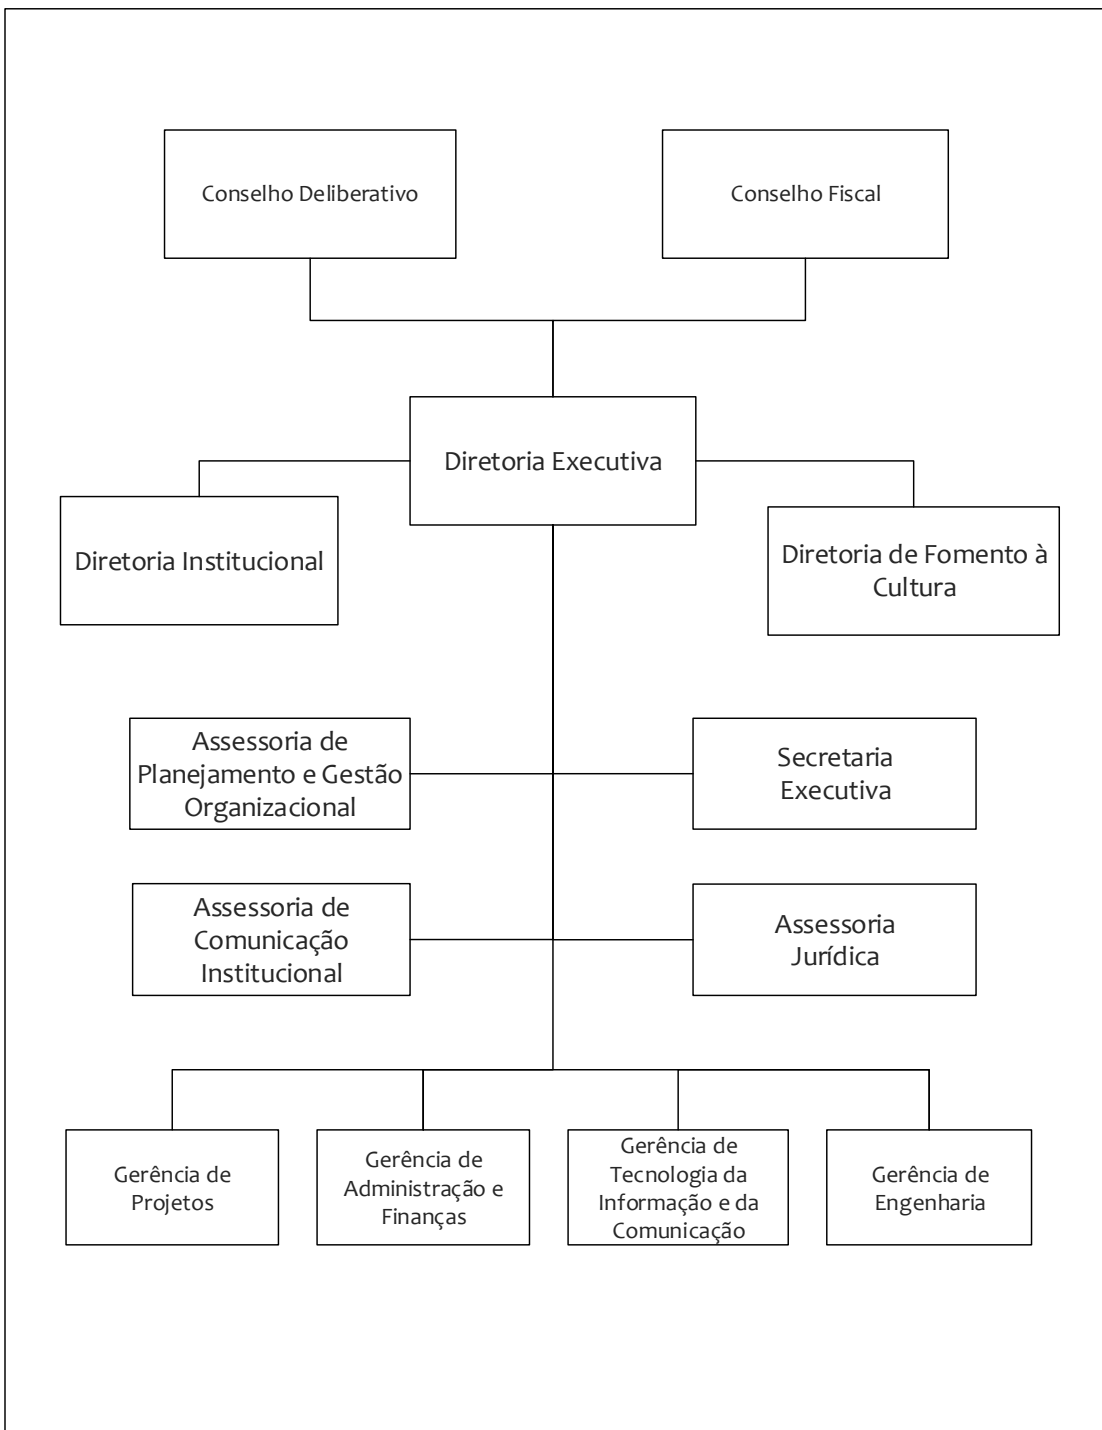 Conselho Deliberativo
Conselho Fiscal
Diretoria Executiva
Diretoria Institucional
Diretoria de Fomento à
Cultura
Assessoria de
Planejamento e Gestão
Organizacional
Secretaria
Executiva
Assessoria de
Comunicação
Institucional
Assessoria
Jurídica
Gerência de
Projetos
Gerência de
Administração e
Finanças
Gerência de
Tecnologia da
Informação e da
Comunicação
Gerência de
Engenharia